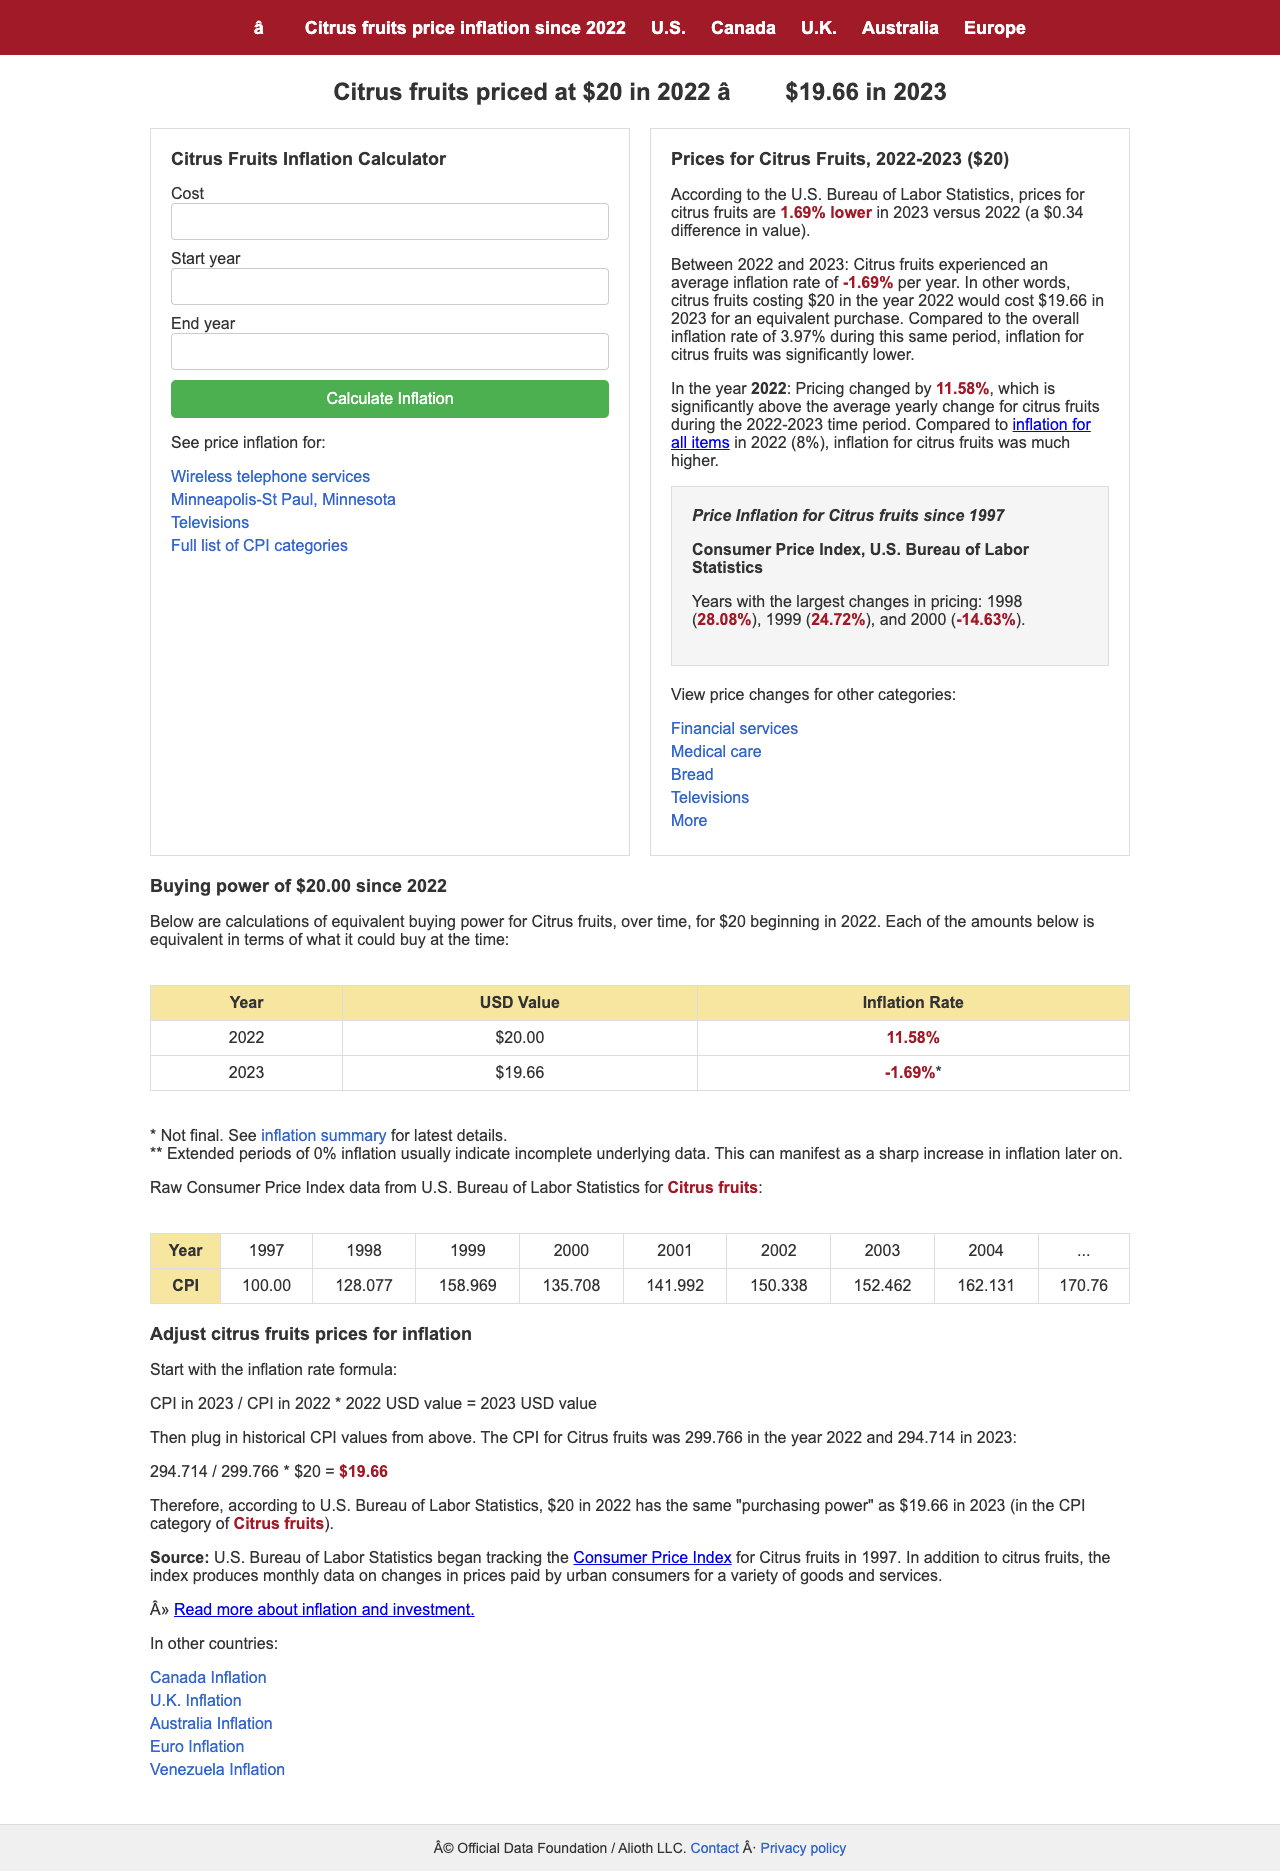 â Citrus fruits price inflation since 2022 U.S. Canada U.K. Australia Europe
Citrus fruits priced at $20 in 2022 â $19.66 in 2023
Citrus Fruits Inflation Calculator
Cost
Start year
End year
Calculate Inflation
See price inflation for:
Wireless telephone services
Minneapolis-St Paul, Minnesota
Televisions
Full list of CPI categories
Prices for Citrus Fruits, 2022-2023 ($20)
According to the U.S. Bureau of Labor Statistics, prices for
citrus fruits are 1.69% lower in 2023 versus 2022 (a $0.34
difference in value).
Between 2022 and 2023: Citrus fruits experienced an
average inflation rate of -1.69% per year. In other words,
citrus fruits costing $20 in the year 2022 would cost $19.66 in
2023 for an equivalent purchase. Compared to the overall
inflation rate of 3.97% during this same period, inflation for
citrus fruits was significantly lower.
In the year 2022: Pricing changed by 11.58%, which is
significantly above the average yearly change for citrus fruits
during the 2022-2023 time period. Compared to inflation for
all items in 2022 (8%), inflation for citrus fruits was much
higher.
Price Inflation for Citrus fruits since 1997
Consumer Price Index, U.S. Bureau of Labor
Statistics
Years with the largest changes in pricing: 1998
(28.08%), 1999 (24.72%), and 2000 (-14.63%).
View price changes for other categories:
Financial services
Medical care
Bread
Televisions
More
Buying power of $20.00 since 2022
Below are calculations of equivalent buying power for Citrus fruits, over time, for $20 beginning in 2022. Each of the amounts below is
equivalent in terms of what it could buy at the time:
Year USD Value Inflation Rate
2022 $20.00 11.58%
2023 $19.66 -1.69%*
* Not final. See inflation summary for latest details.
** Extended periods of 0% inflation usually indicate incomplete underlying data. This can manifest as a sharp increase in inflation later on.
Raw Consumer Price Index data from U.S. Bureau of Labor Statistics for Citrus fruits:
Year 1997 1998 1999 2000 2001 2002 2003 2004 ...
CPI 100.00 128.077 158.969 135.708 141.992 150.338 152.462 162.131 170.76
Adjust citrus fruits prices for inflation
Start with the inflation rate formula:
CPI in 2023 / CPI in 2022 * 2022 USD value = 2023 USD value
Then plug in historical CPI values from above. The CPI for Citrus fruits was 299.766 in the year 2022 and 294.714 in 2023:
294.714 / 299.766 * $20 = $19.66
Therefore, according to U.S. Bureau of Labor Statistics, $20 in 2022 has the same "purchasing power" as $19.66 in 2023 (in the CPI
category of Citrus fruits).
Source: U.S. Bureau of Labor Statistics began tracking the Consumer Price Index for Citrus fruits in 1997. In addition to citrus fruits, the
index produces monthly data on changes in prices paid by urban consumers for a variety of goods and services.
Â» Read more about inflation and investment.
In other countries:
Canada Inflation
U.K. Inflation
Australia Inflation
Euro Inflation
Venezuela Inflation
Â© Official Data Foundation / Alioth LLC. Contact Â· Privacy policy